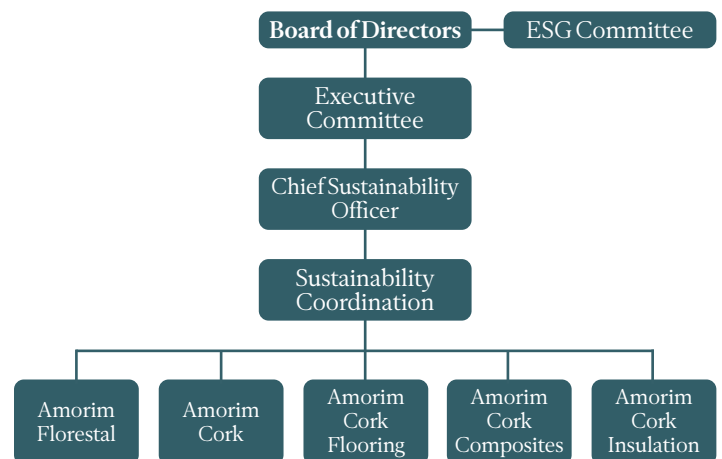 Board of Directors
ESG Committee
Executive
Committee
Chief Sustainability
Officer
Sustainability
Coordination
Amorim
Florestal
Amorim
Cork
Amorim
Cork
Flooring
Amorim
Cork
Composites
Amorim
Cork
Insulation